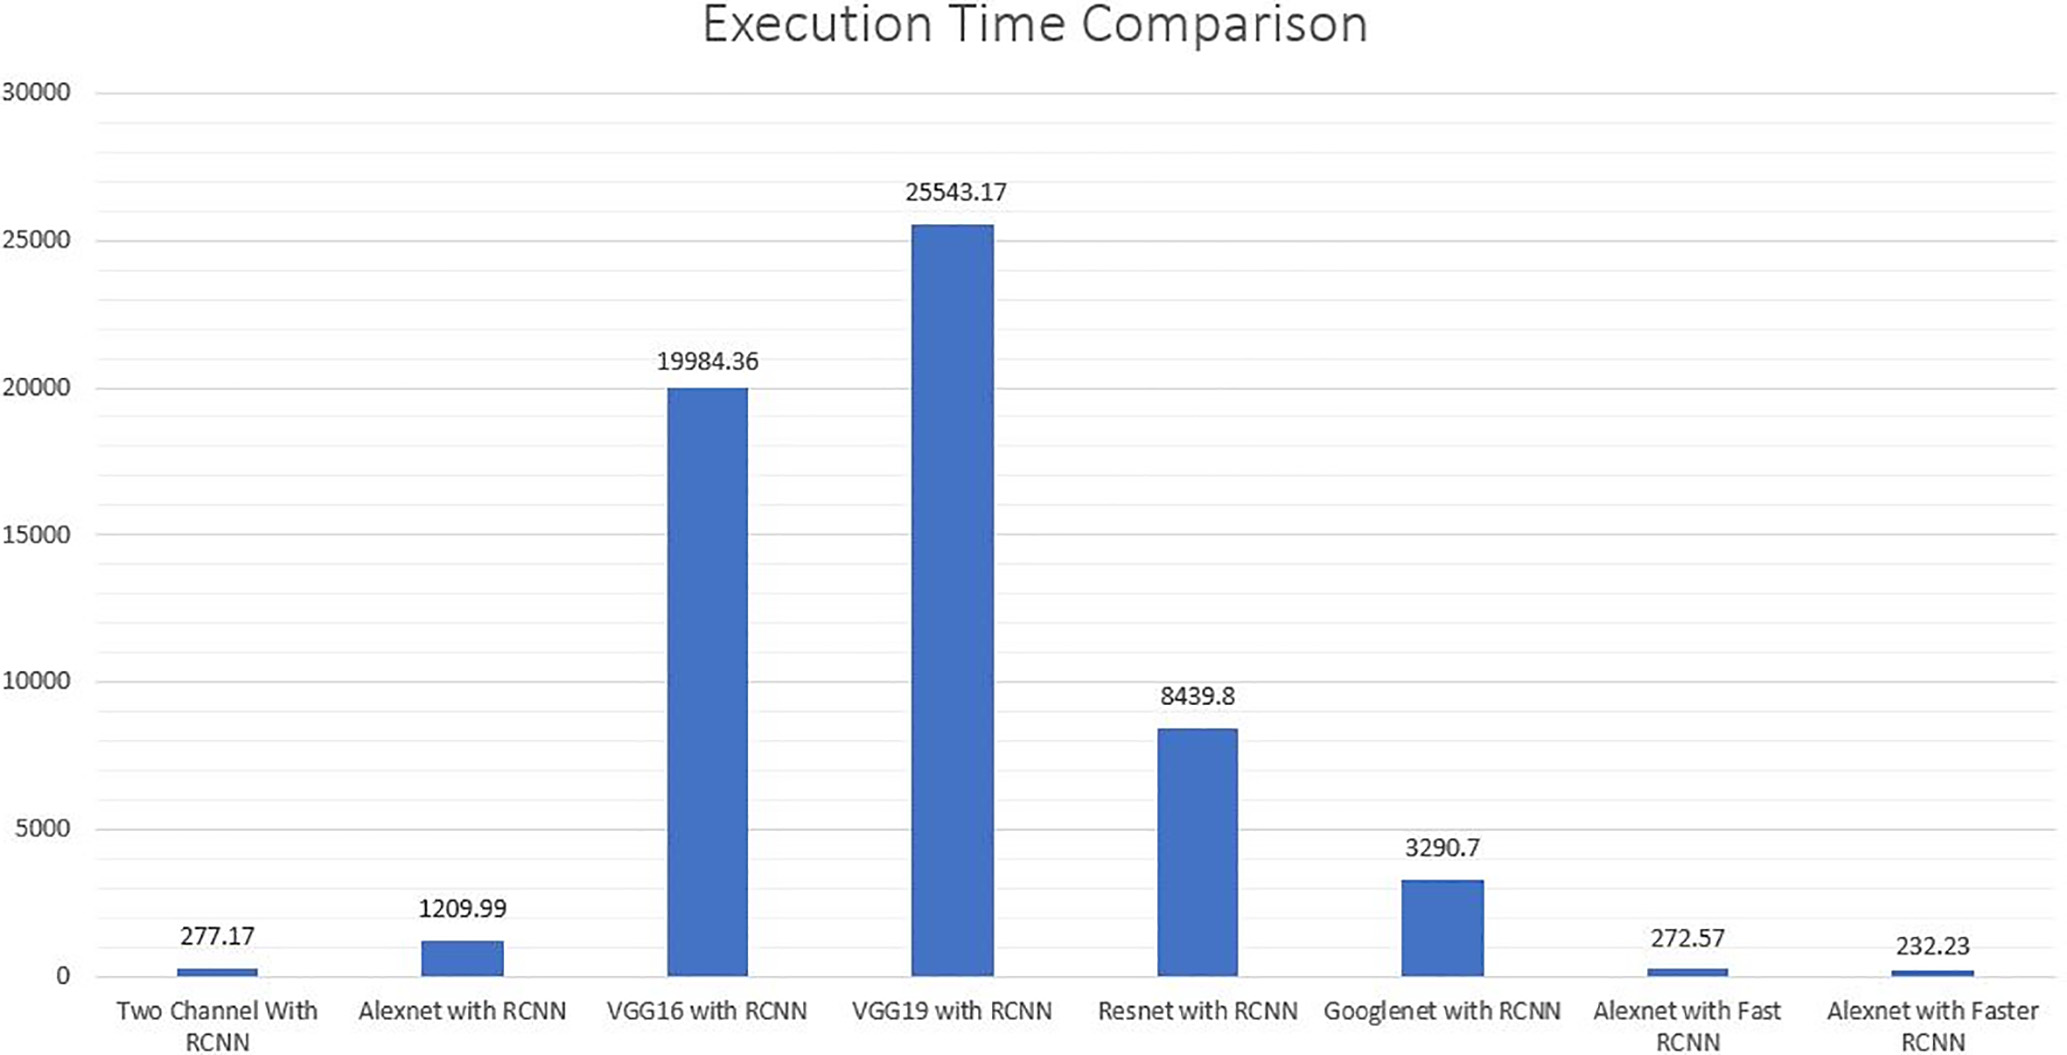 Execution Time Comparison
30000
25000
20000
15000
10000
5000
0
277.17
1209.99
19984.36
25543.17
8439.8
3290.7
272.57
232.23
Two Channel With
RCNN
Alexnet with RCNN
VGG16 with RCNN
VGG19 with RCNN
Resnet with RCNN
Googlenet with RCNN
Alexnet with Fast
RCNN
Alexnet with Faster
RCNN